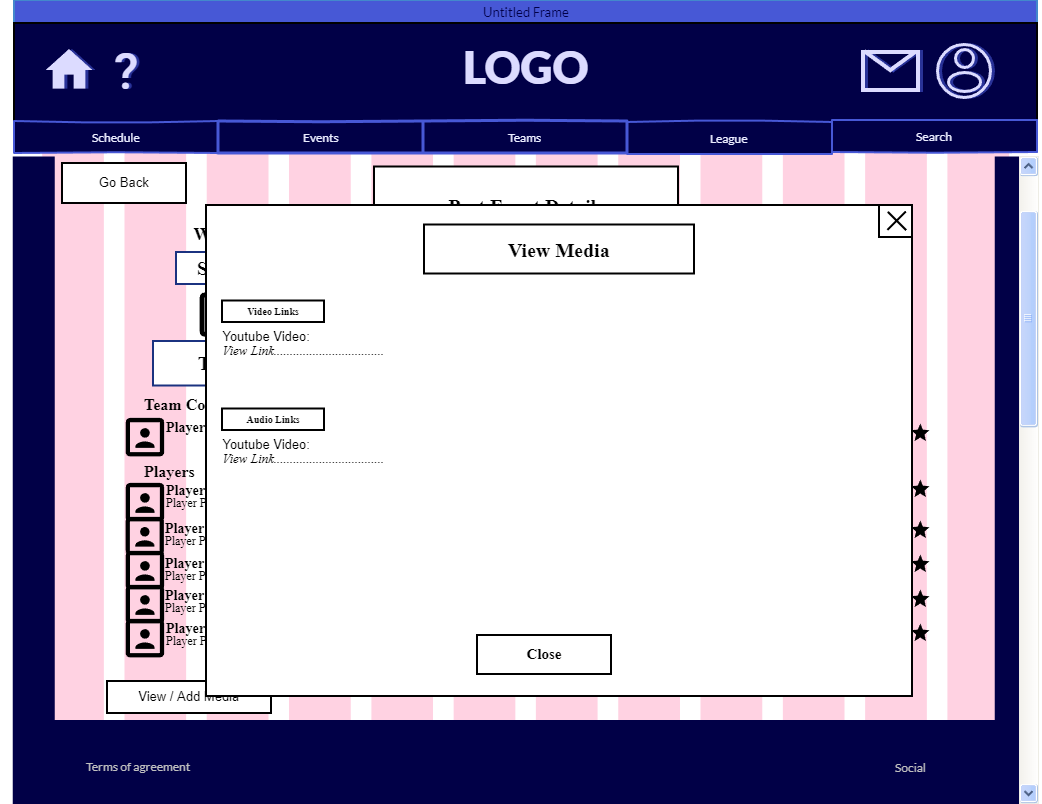 Untitled Frame
?
LOGO
Schedule Events Teams League Search
Go Back
View Media
Video Links
Youtube Video:
View Link....................................
Team Co
Audio Links
Player
Youtube Video:
View Link....................................
Players
Player
Player P
Player
Player P
Player
Player P
Player
Player P
Player
Player P
Close
View / Add Media
Terms of agreement Social